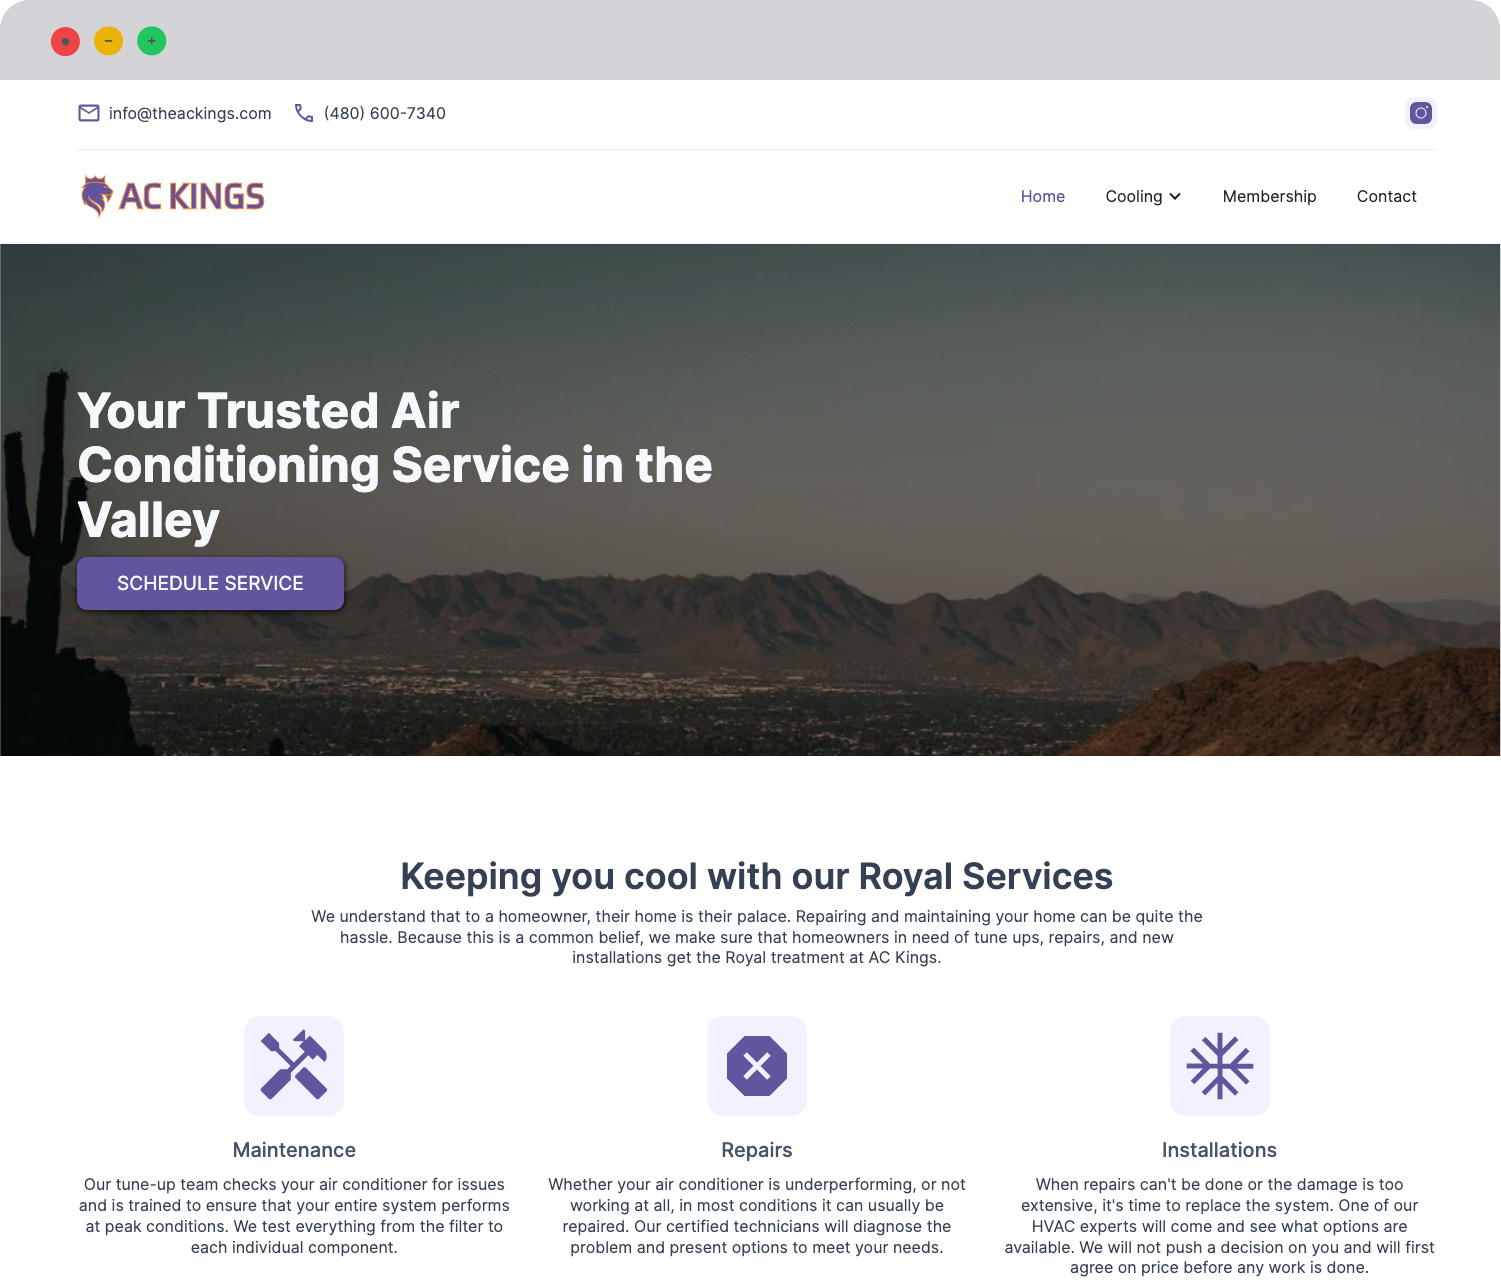 info@theackings.com (480) 600-7340
AC KINGS
Home Cooling Membership Contact
Your Trusted Air
Conditioning Service in the
Valley
SCHEDULE SERVICE
Keeping you cool with our Royal Services
We understand that to a homeowner, their home is their palace. Repairing and maintaining your home can be quite the
hassle. Because this is a common belief, we make sure that homeowners in need of tune ups, repairs, and new
installations get the Royal treatment at AC Kings.
Maintenance
Our tune-up team checks your air conditioner for issues
and is trained to ensure that your entire system performs
at peak conditions. We test everything from the filter to
each individual component.
Repairs
Whether your air conditioner is underperforming, or not
working at all, in most conditions it can usually be
repaired. Our certified technicians will diagnose the
problem and present options to meet your needs.
Installations
When repairs can't be done or the damage is too
extensive, it's time to replace the system. One of our
HVAC experts will come and see what options are
available. We will not push a decision on you and will first
agree on price before any work is done.